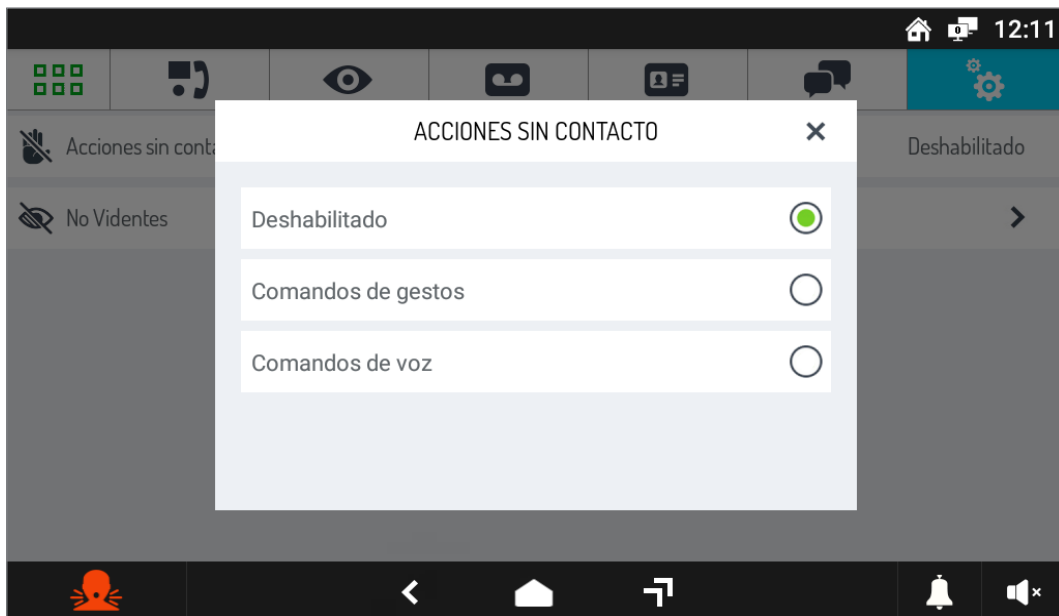 12:11
ACCIONES SIN CONTACTO
Acciones sin conta
Deshabilitado
Deshabilitado
No Videntes
Comandos de gestos
Comandos de voz